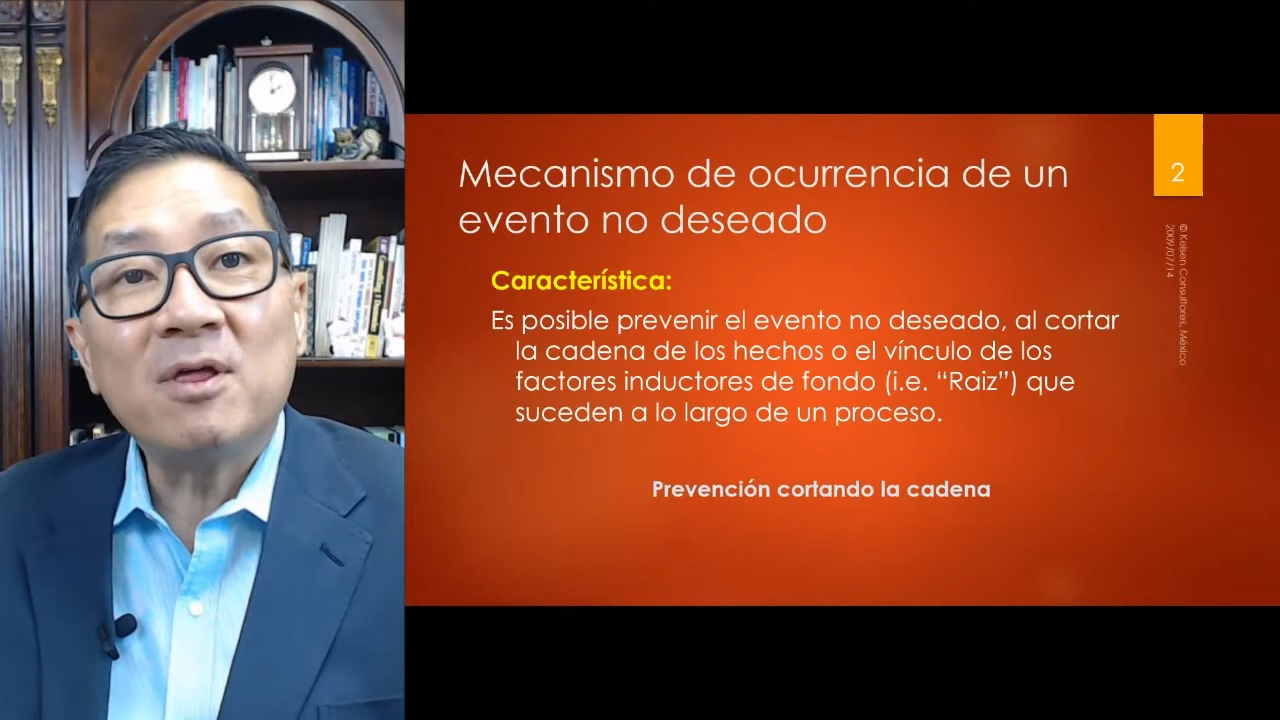 Mecanismo de ocurrencia de un
evento no deseado
2
Característica:
Es posible prevenir el evento no deseado, al cortar
la cadena de los hechos o el vínculo de los
factores inductores de fondo (i.e. “Raiz”) que
suceden a lo largo de un proceso.
Prevención cortando la cadena
© Keisen Consultores, México
2009/07/14